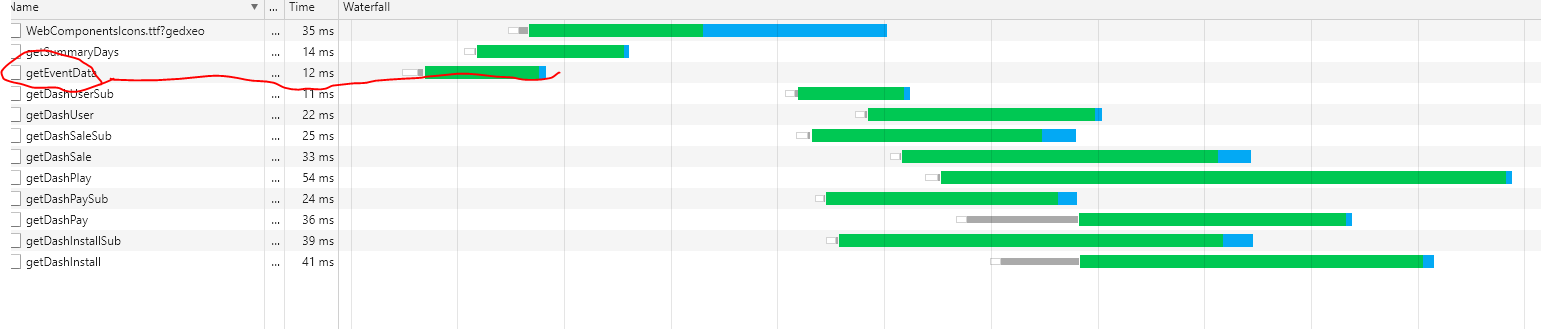 Name ... Time Waterfall
WebComponentsIcons.ttf?gedxeo ... 35 ms
getSummaryDays ... 14 ms
getEventData ... 12 ms
getDashUserSub ... 11 ms
getDashUser ... 22 ms
getDashSaleSub ... 25 ms
getDashSale ... 33 ms
getDashPlay ... 54 ms
getDashPaySub ... 24 ms
getDashPay ... 36 ms
getDashInstallSub ... 39 ms
getDashInstall ... 41 ms